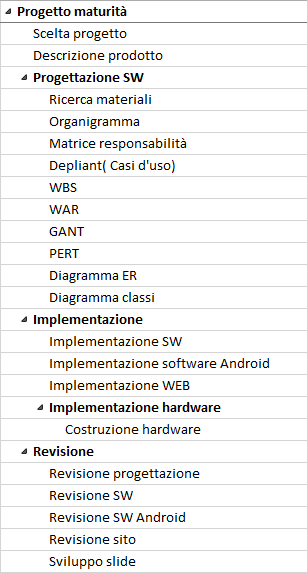 Progetto maturità
Scelta progetto
Descrizione prodotto
Progettazione SW
Ricerca materiali
Organigramma
Matrice responsabilità
Depliant( Casi d'uso)
WBS
WAR
GANT
PERT
Diagramma ER
Diagramma classi
Implementazione
Implementazione SW
Implementazione software Android
Implementazione WEB
Implementazione hardware
Costruzione hardware
Revisione
Revisione progettazione
Revisione SW
Revisione SW Android
Revisione sito
Sviluppo slide